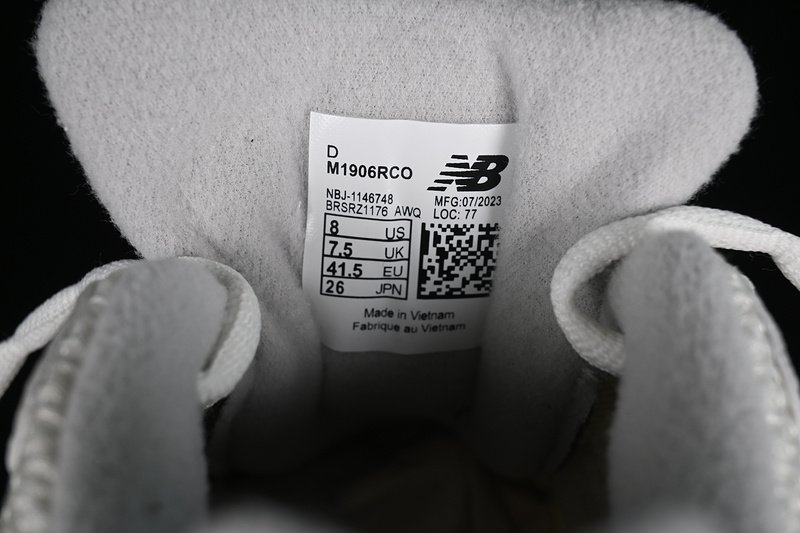 D
M1906RCO
NB
NBJ-1146748
MFG:07/2023
BRSRZ1176 AWQ
LOC: 77
8 US
7.5 UK
41.5 EU
26 JPN
Made in Vietnam
Fabrique au Vietnam